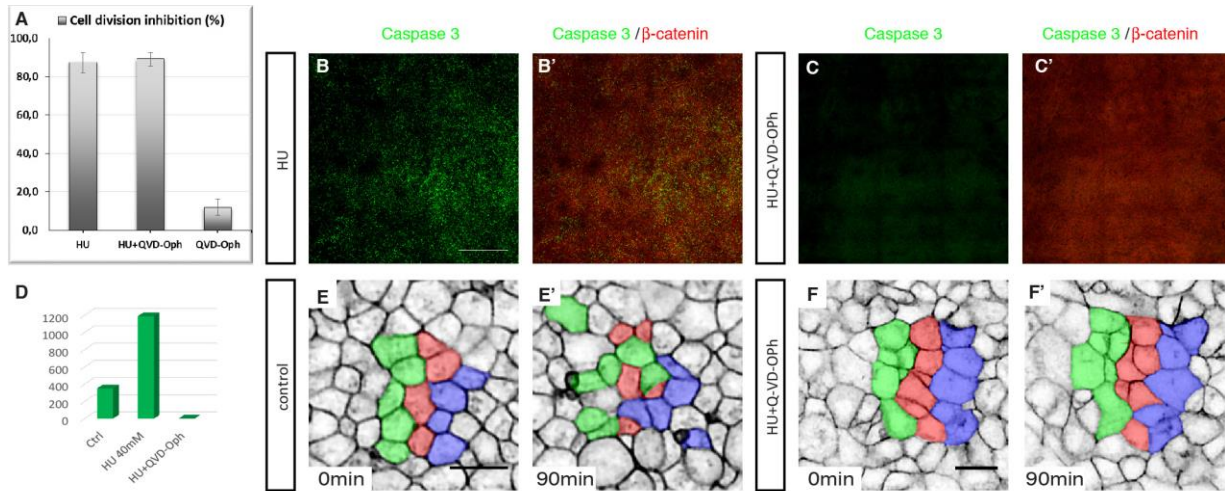 A
Cell division inhibition (%)
100,0
80,0
60,0
40,0
20,0
0,0
HU
HU+QVD-Oph
QVD-Oph
HU
Caspase 3
B
Caspase 3 /β-catenin
B'
HU+Q-VD-OPh
Caspase 3
C
Caspase 3 /β-catenin
C'
D
1200
1000
800
600
400
200
0
Ctrl
HU 40mM
HU+QVD-Oph
control
E
0min
E'
90min
HU+Q-VD-OPh
F
0min
F'
90min